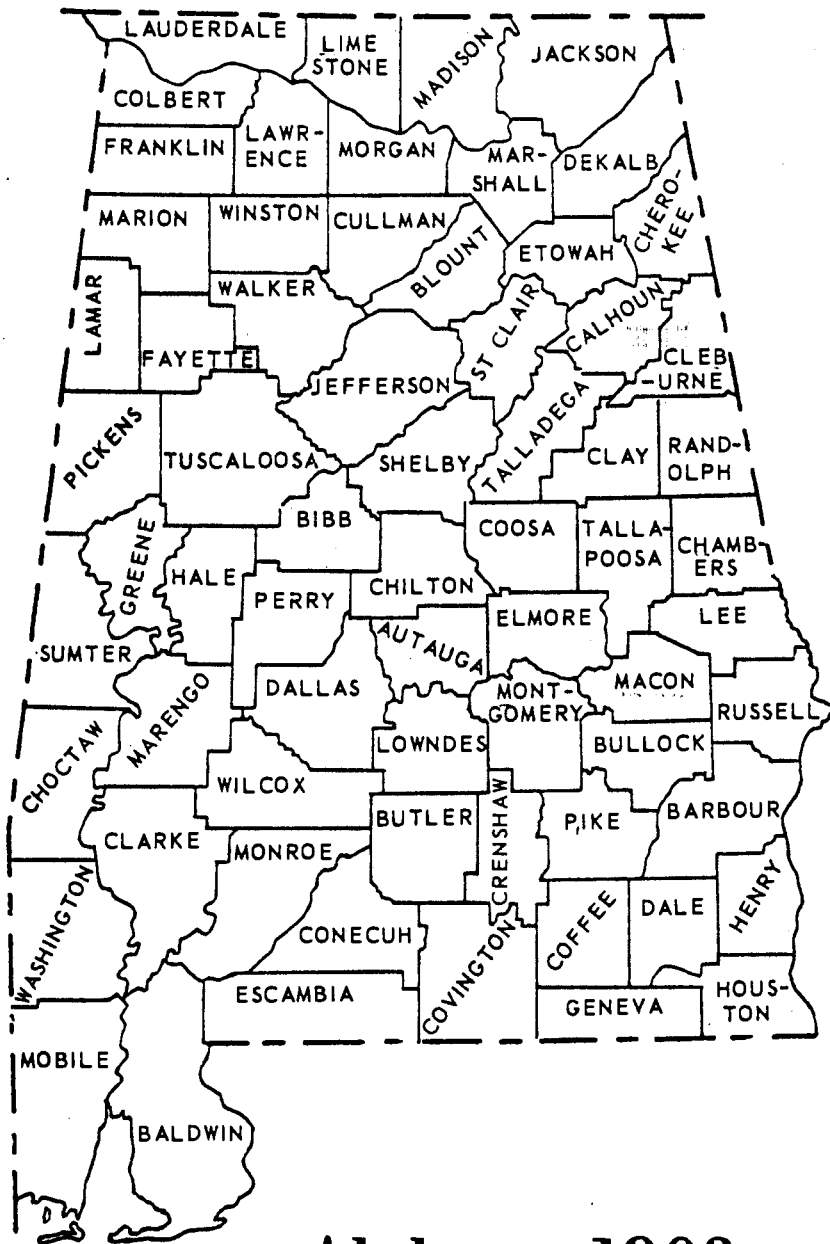 LAUDERDALE
LIME
STONE
MADISON
JACKSON
COLBERT
FRANKLIN
LAWR-
ENCE
MORGAN
MAR-
SHALL
DEKALB
CHERO-
KEE
MARION
WINSTON
CULLMAN
BLOUNT
ETOWAH
LAMAR
WALKER
ST CLAIR
CALHOUN
FAYETTE
JEFFERSON
CLEB
-URNE
PICKENS
TUSCALOOSA
SHELBY
TALLADEGA
CLAY
RAND-
OLPH
GREENE
HALE
BIBB
COOSA
TALLA-
POOSA
CHAMB-
ERS
PERRY
CHILTON
ELMORE
LEE
SUMTER
AUTAUGA
MARENGO
DALLAS
MONT-
GOMERY
MACON
RUSSELL
CHOCTAW
LOWNDES
BULLOCK
WILCOX
CLARKE
MONROE
BUTLER
CRENSHAW
P,IKE
BARBOUR
WASHINGTON
CONECUH
COVINGTON
COFFEE
DALE
HENRY
ESCAMBIA
GENEVA
HOUS-
TON
MOBILE
BALDWIN